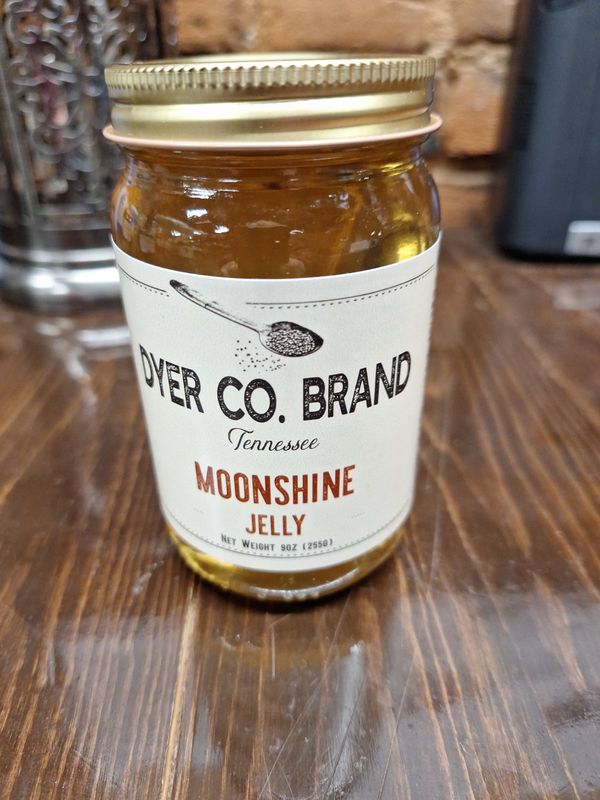 DYER CO. BRAND
Tennessee
MOONSHINE
JELLY
NET WEIGHT 9OZ (255G)